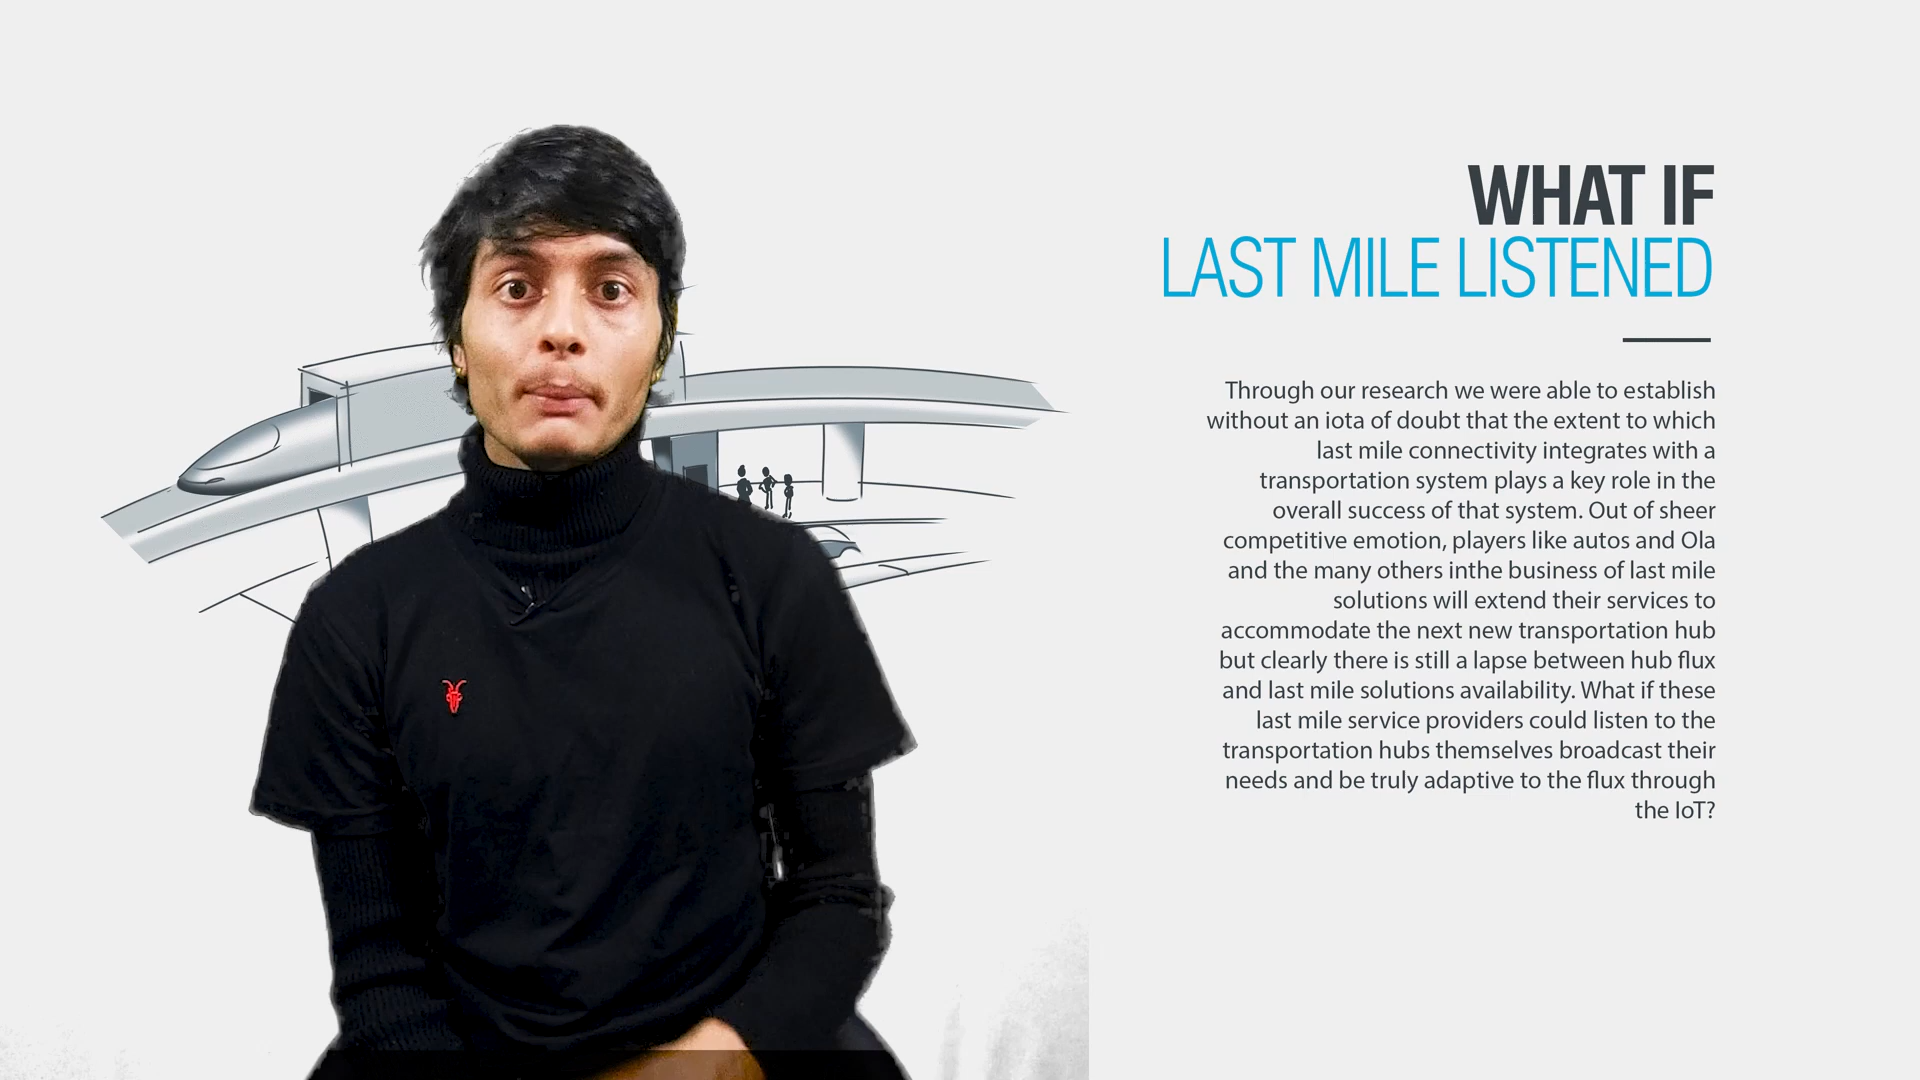 WHAT IF
LAST MILE LISTENED
Through our research we were able to establish
without an iota of doubt that the extent to which
last mile connectivity integrates with a
transportation system plays a key role in the
overall success of that system. Out of sheer
competitive emotion, players like autos and Ola
and the many others inthe business of last mile
solutions will extend their services to
accommodate the next new transportation hub
but clearly there is still a lapse between hub flux
and last mile solutions availability. What if these
last mile service providers could listen to the
transportation hubs themselves broadcast their
needs and be truly adaptive to the flux through
the IoT?